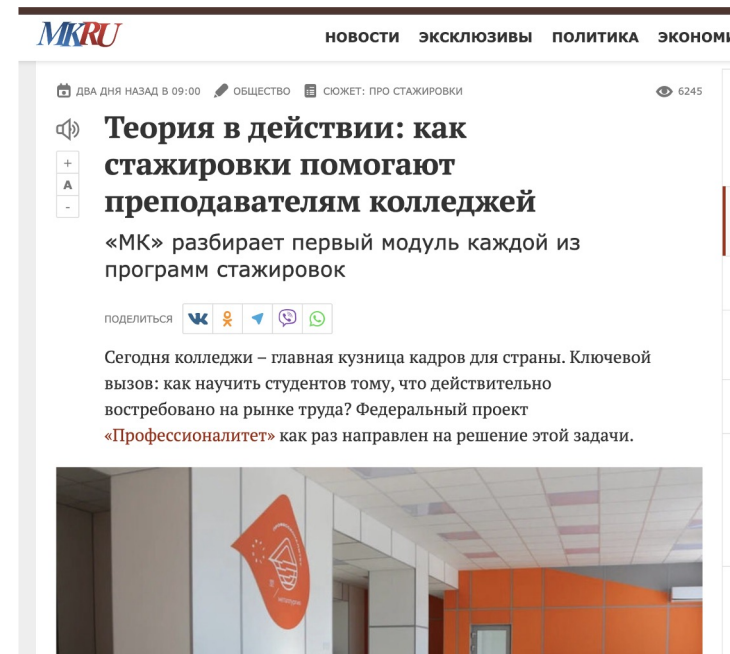 MKRU
НОВОСТИ ЭКСКЛЮЗИВЫ ПОЛИТИКА
ДВА ДНЯ НАЗАД В 09:00 ОБЩЕСТВО СЮЖЕТ: ПРО СТАЖИРОВКИ 6245
Теория в действии: как
стажировки помогают
преподавателям колледжей
+
А
-
«МК» разбирает первый модуль каждой из
программ стажировок
ПОДЕЛИТЬСЯ
Сегодня колледжи – главная кузница кадров для страны. Ключевой
вызов: как научить студентов тому, что действительно
востребовано на рынке труда? Федеральный проект
«Профессионалитет» как раз направлен на решение этой задачи.